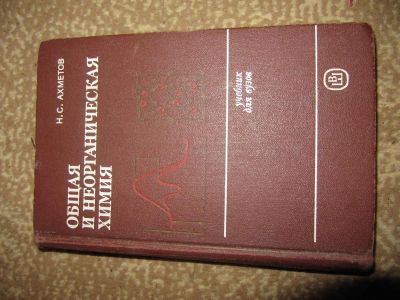 Н.С. АХМЕТОВ
ОБЩАЯ
И НЕОРГАНИЧЕСКАЯ
ХИМИЯ
учебник
для вузов